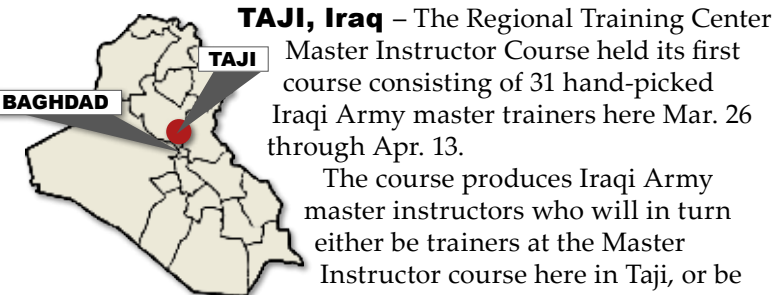 TAJI, Iraq – The Regional Training Center
Master Instructor Course held its first
course consisting of 31 hand-picked
Iraqi Army master trainers here Mar. 26
through Apr. 13.
The course produces Iraqi Army
master instructors who will in turn
either be trainers at the Master
Instructor course here in Taji, or be
TAJI
BAGHDAD